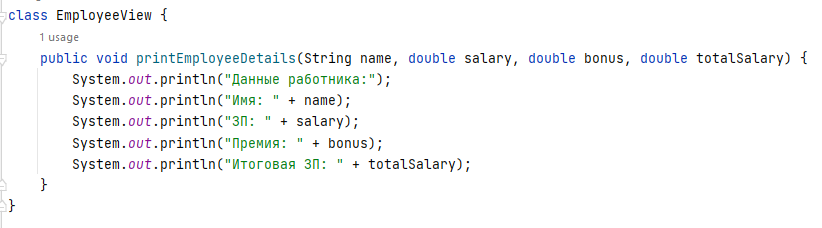 class EmployeeView {
1 usage
public void printEmployeeDetails(String name, double salary, double bonus, double totalSalary) {
System.out.println("Данные работника:");
System.out.println("Имя: " + name);
System.out.println("ЗП: " + salary);
System.out.println("Премия: " + bonus);
System.out.println("Итоговая ЗП: " + totalSalary);
}
}